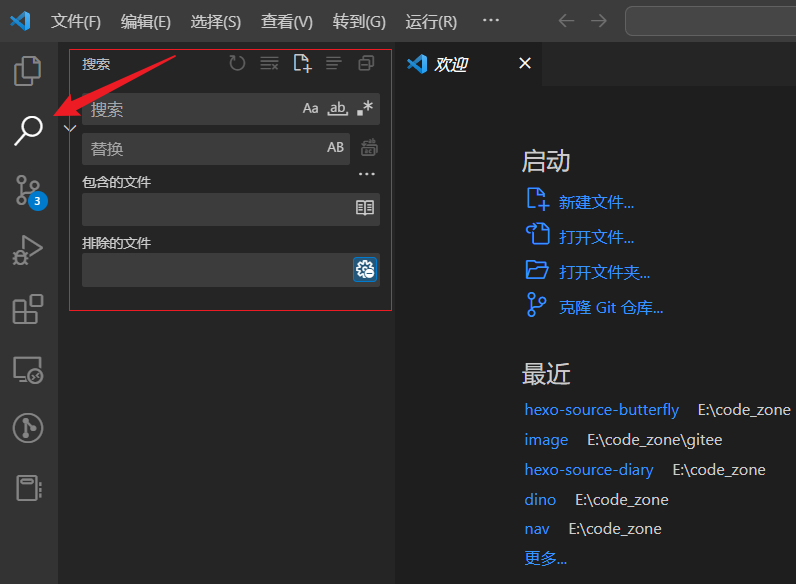 文件(F) 编辑(E) 选择(S) 查看(V) 转到(G) 运行(R) ···
搜索
欢迎
搜索 Aa ab
替换 AB
包含的文件
排除的文件
3
启动
新建文件...
打开文件...
打开文件夹...
克隆 Git 仓库...
最近
hexo-source-butterfly E:\code_zone
image E:\code_zone\gitee
hexo-source-diary E:\code_zone
dino E:\code_zone
nav E:\code_zone
更多...